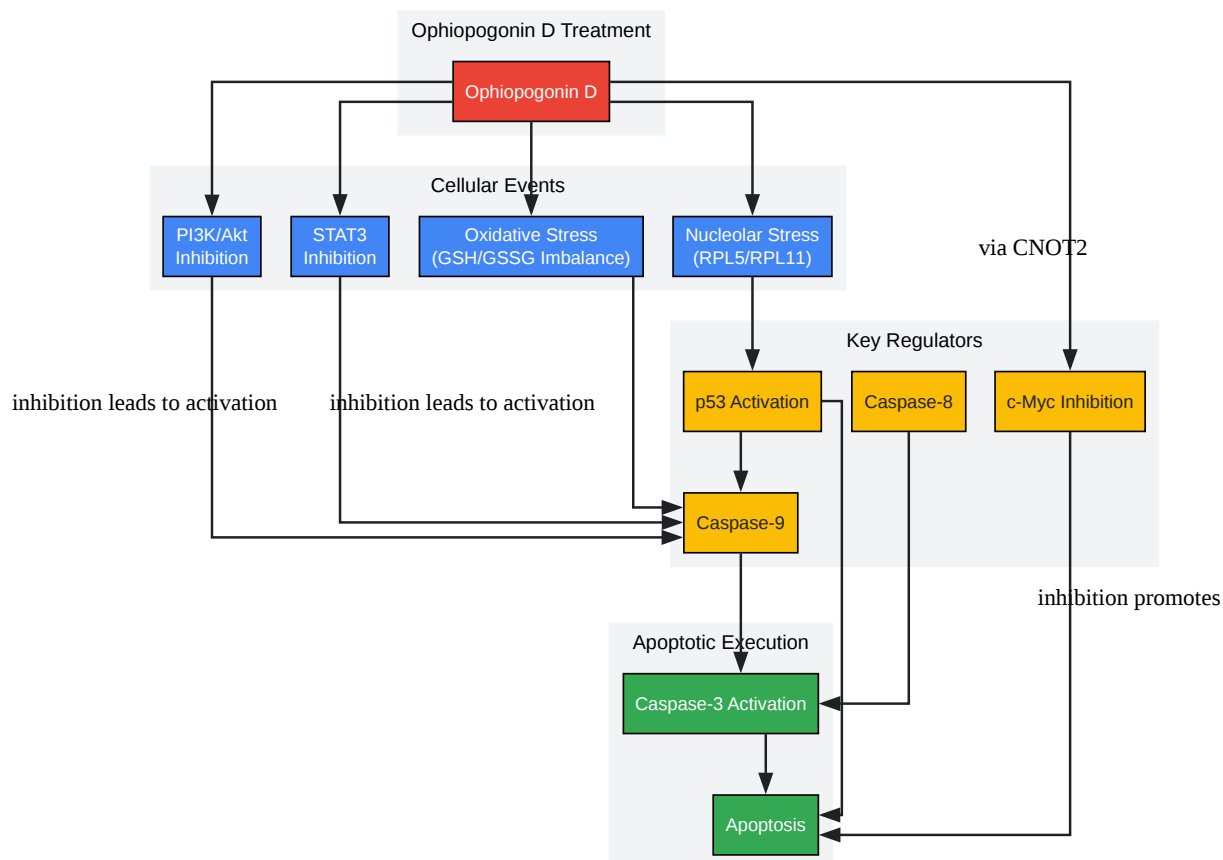 Ophiopogonin D Treatment
Ophiopogonin D
Cellular Events
PI3K/Akt
Inhibition
STAT3
Inhibition
Oxidative Stress
(GSH/GSSG Imbalance)
Nucleolar Stress
(RPL5/RPL11)
via CNOT2
Key Regulators
inhibition leads to activation
inhibition leads to activation
p53 Activation
Caspase-8
c-Myc Inhibition
Caspase-9
inhibition promotes
Apoptotic Execution
Caspase-3 Activation
Apoptosis